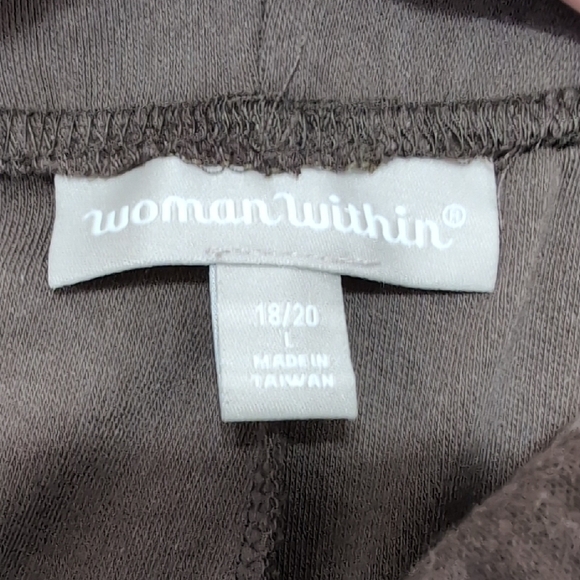 woman within®
18/20
L
MADE IN
TAIWAN